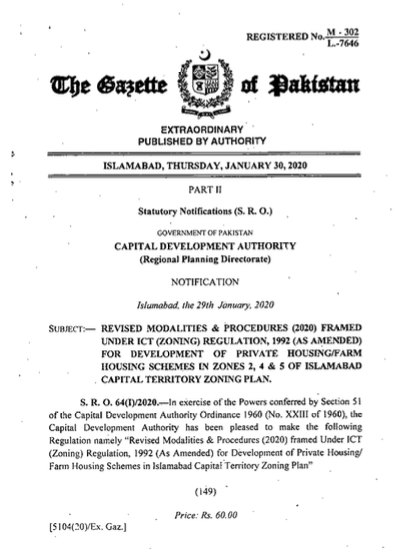 REGISTERED No. M - 302
L.-7646
The Gazette of Pakistan
EXTRAORDINARY
PUBLISHED BY AUTHORITY
ISLAMABAD, THURSDAY, JANUARY 30, 2020
PART II
Statutory Notifications (S. R. O.)
GOVERNMENT OF PAKISTAN
CAPITAL DEVELOPMENT AUTHORITY
(Regional Planning Directorate)
NOTIFICATION
Islamabad, the 29th January, 2020
SUBJECT:— REVISED MODALITIES & PROCEDURES (2020) FRAMED
UNDER ICT (ZONING) REGULATION, 1992 (AS AMENDED)
FOR DEVELOPMENT OF PRIVATE HOUSING/FARM
HOUSING SCHEMES IN ZONES 2, 4 & 5 OF ISLAMABAD
CAPITAL TERRITORY ZONING PLAN.
S. R. O. 64(I)/2020.—In exercise of the Powers conferred by Section 51
of the Capital Development Authority Ordinance 1960 (No. XXIII of 1960), the
Capital Development Authority has been pleased to make the following
Regulation namely “Revised Modalities & Procedures (2020) framed Under ICT
(Zoning) Regulation, 1992 (As Amended) for Development of Private Housing/
Farm Housing Schemes in Islamabad Capital Territory Zoning Plan”
(149)
Price: Rs. 60.00
[5104(20)/Ex. Gaz.]